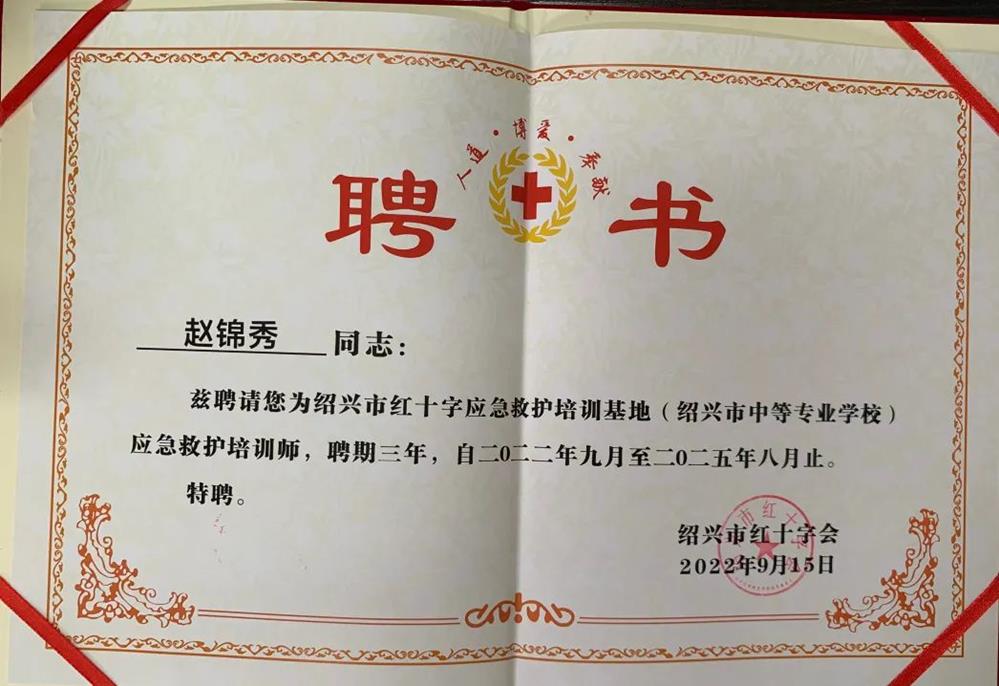 人道·博爱·奉献
聘书
赵锦秀 同志：
兹聘请您为绍兴市红十字应急救护培训基地（绍兴市中等专业学校）
应急救护培训师，聘期三年，自二〇二二年九月至二〇二五年八月止。
特聘。
绍兴市红十字会
2022年9月15日